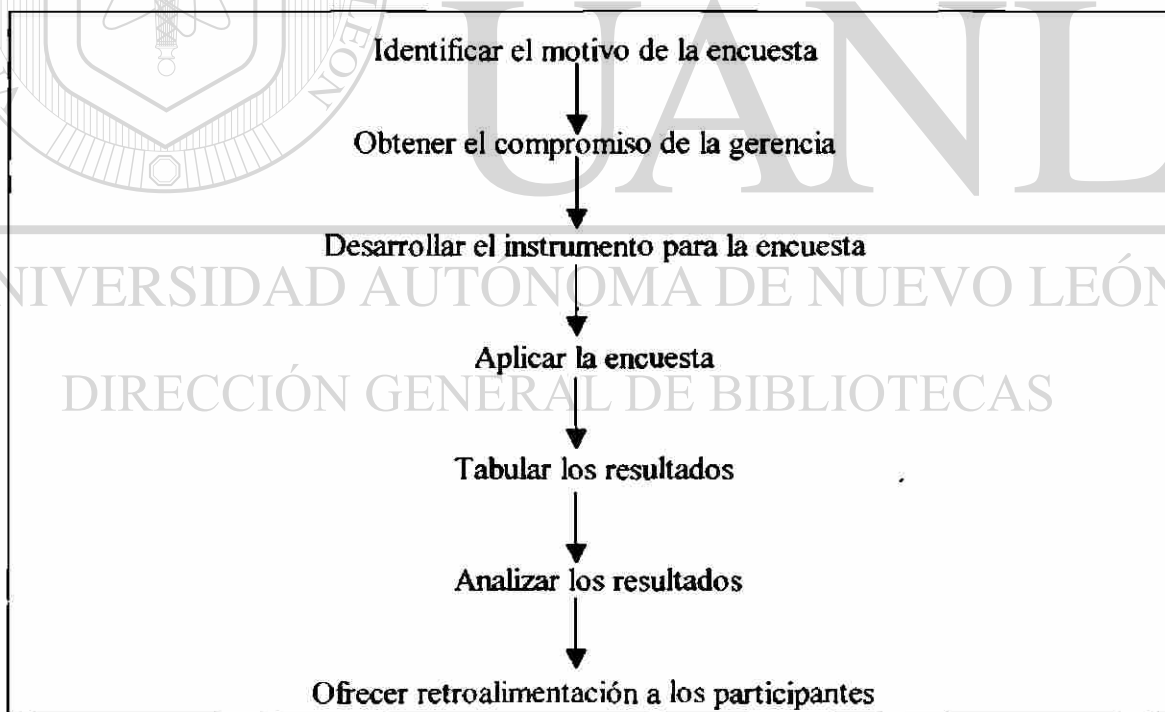 UANL
LEÓN
Identificar el motivo de la encuesta
Obtener el compromiso de la gerencia
Desarrollar el instrumento para la encuesta
NIVERSIDAD AUTÓNOMA DE NUEVO LEÓN
Aplicar la encuesta
DIRECCIÓN GENERAL DE BIBLIOTECAS
Tabular los resultados
Analizar los resultados
Ofrecer retroalimentación a los participantes